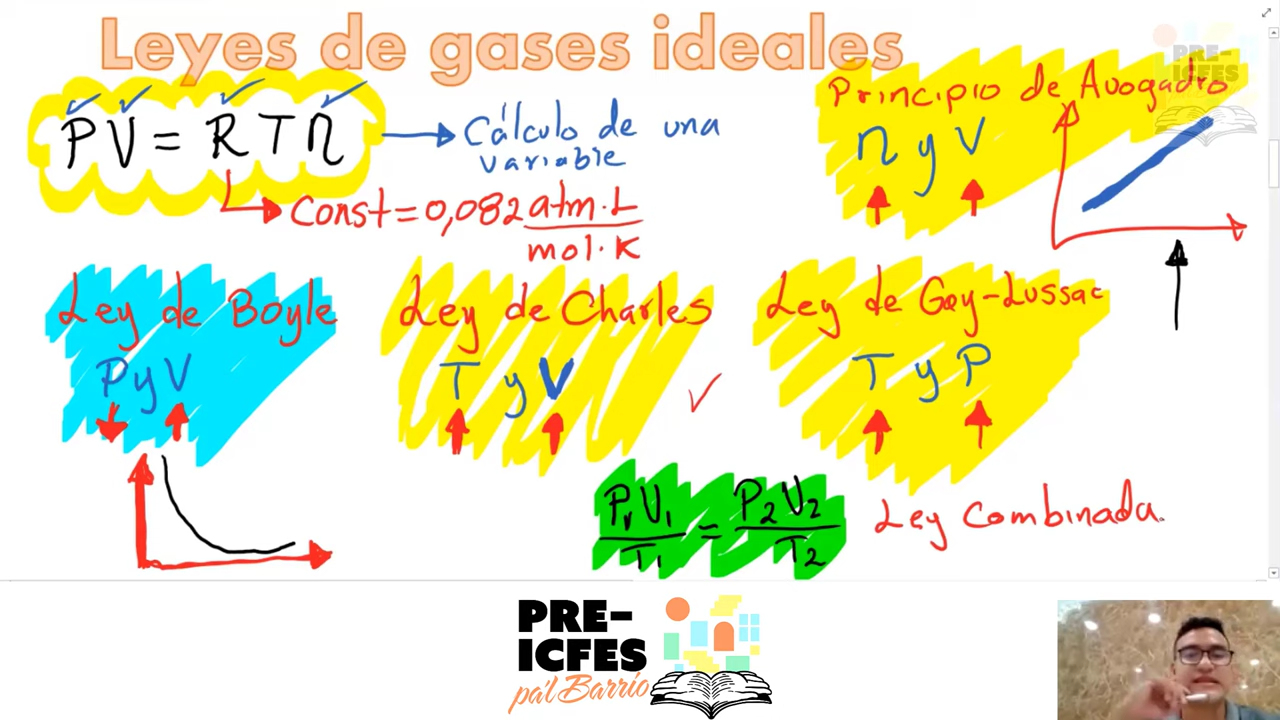 Leyes de gases ideales
PV = RTn
Cálculo de una
variable
Const = 0,082 atm·L
mol·K
Principio de Avogadro
n y V
Ley de Boyle
P y V
Ley de Charles
T y V
Ley de Gay-Lussac
T y P
P₁V₁ = P₂V₂
T₁ T₂
Ley Combinada
PRE-
ICFES
PRE-
ICFES
pa'l Barrio